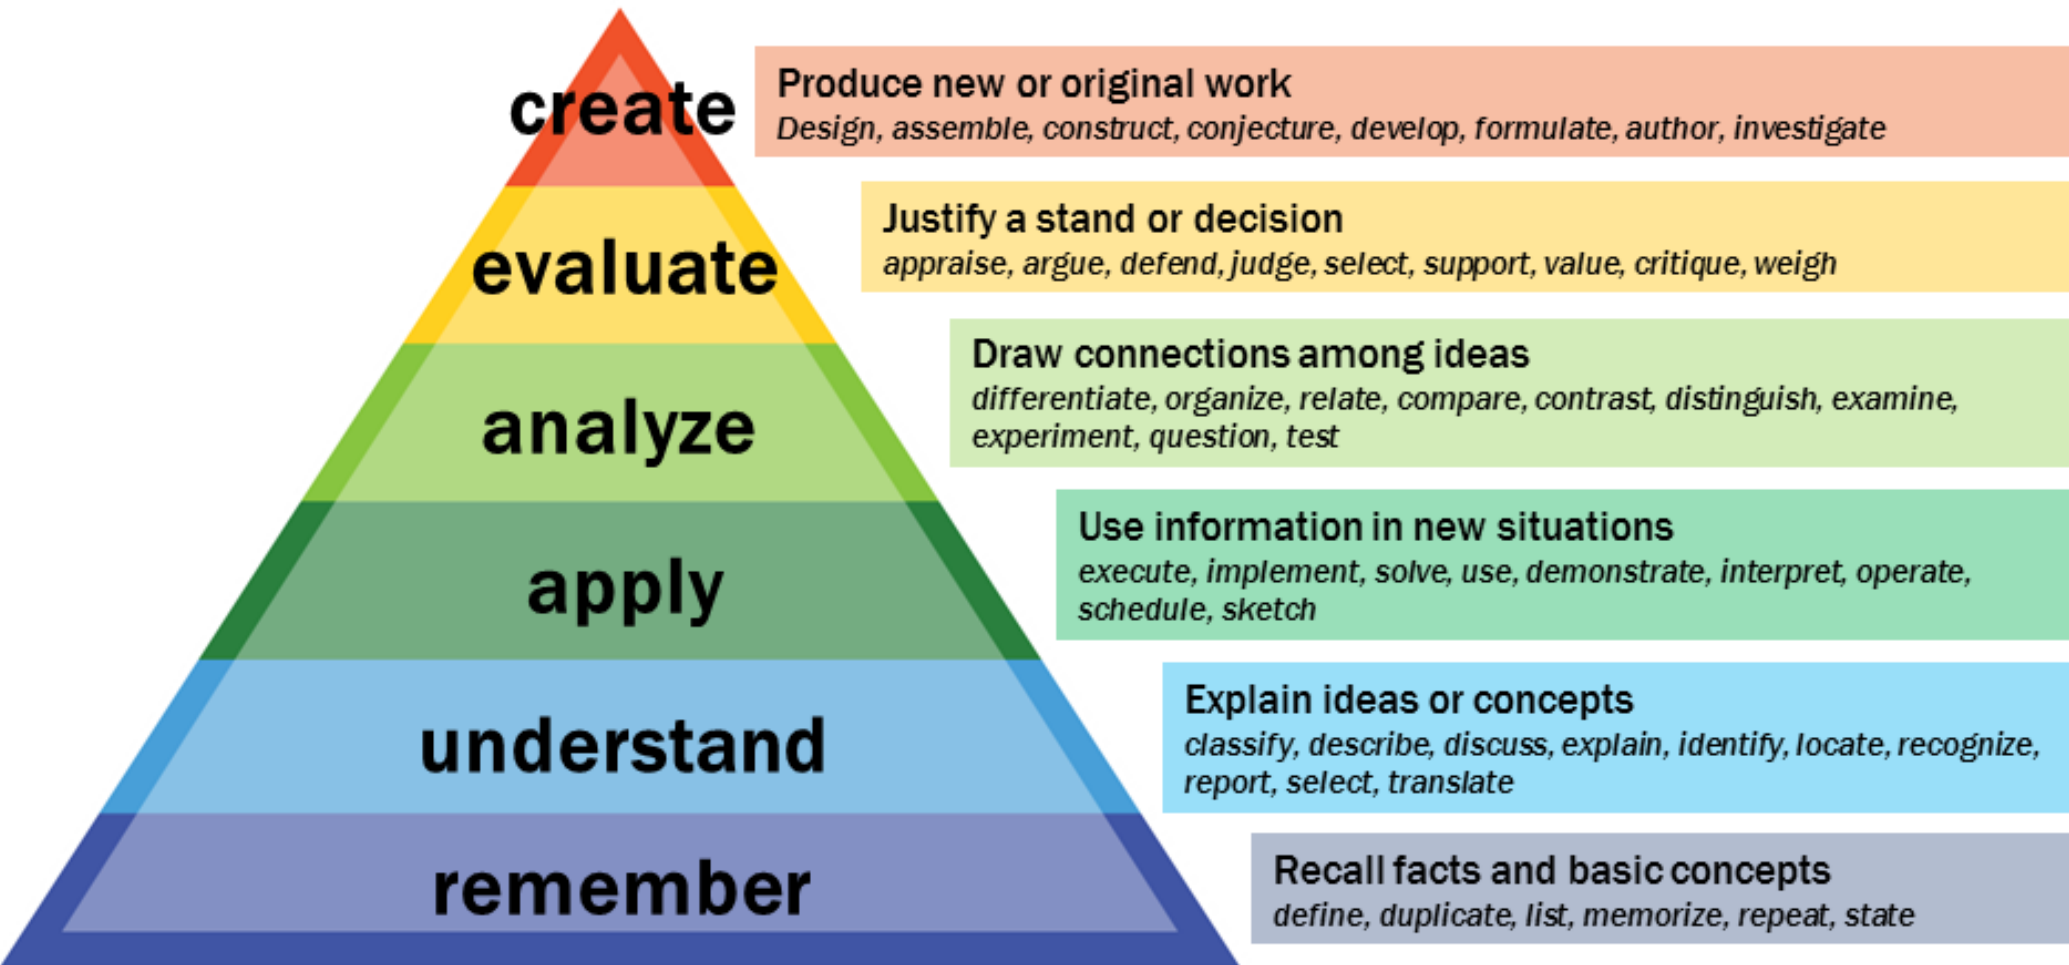 create
Produce new or original work
Design, assemble, construct, conjecture, develop, formulate, author, investigate
evaluate
Justify a stand or decision
appraise, argue, defend, judge, select, support, value, critique, weigh
analyze
Draw connections among ideas
differentiate, organize, relate, compare, contrast, distinguish, examine,
experiment, question, test
apply
Use information in new situations
execute, implement, solve, use, demonstrate, interpret, operate,
schedule, sketch
understand
Explain ideas or concepts
classify, describe, discuss, explain, identify, locate, recognize,
report, select, translate
remember
Recall facts and basic concepts
define, duplicate, list, memorize, repeat, state